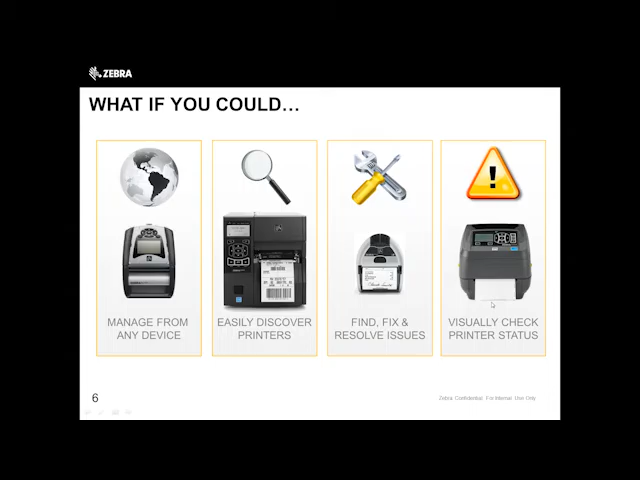 ZEBRA
WHAT IF YOU COULD…
MANAGE FROM
ANY DEVICE
EASILY DISCOVER
PRINTERS
FIND, FIX &
RESOLVE ISSUES
VISUALLY CHECK
PRINTER STATUS
6
Zebra Confidential: For Internal Use Only